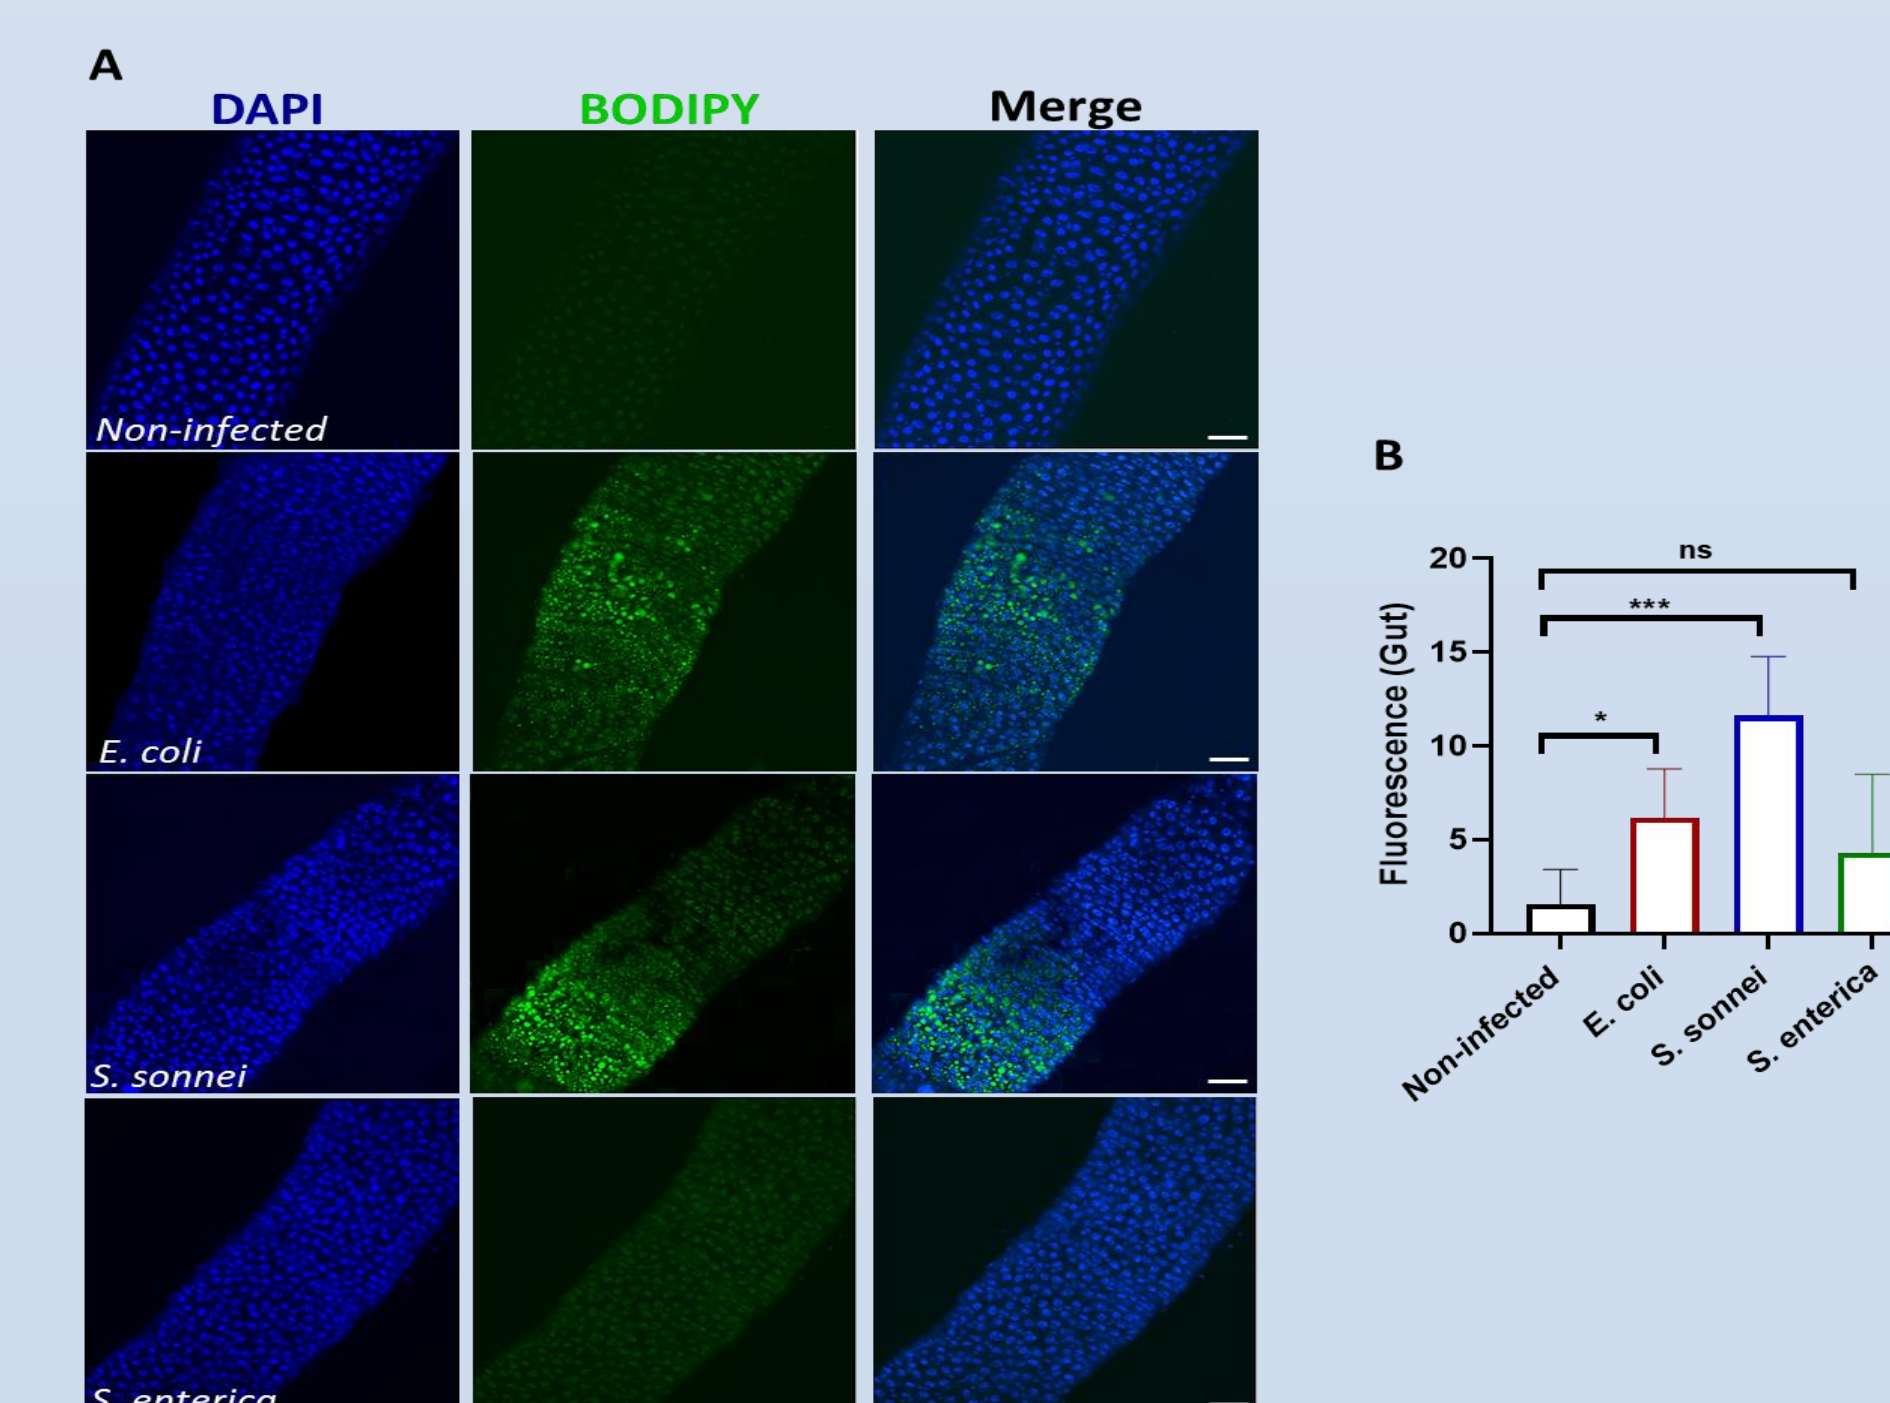 A
DAPI
BODIPY
Merge
Non-infected
E. coli
S. sonnei
S. enterica
B
Fluorescence (Gut)
20
15
10
5
0
ns
***
*
Non-infected
E. coli
S. sonnei
S. enterica